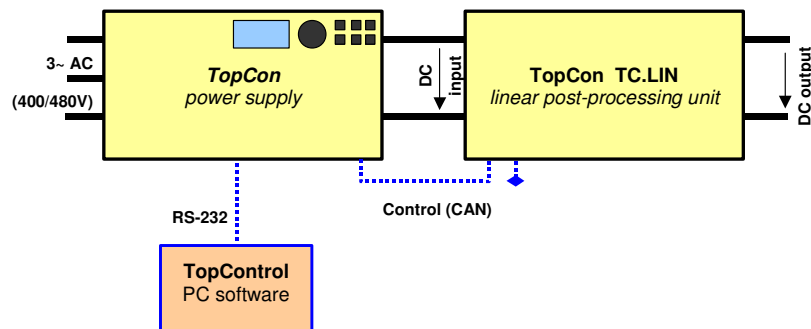 3~ AC
(400/480V)
TopCon
power supply
DC
input
TopCon TC.LIN
linear post-processing unit
DC output
RS-232
Control (CAN)
TopControl
PC software